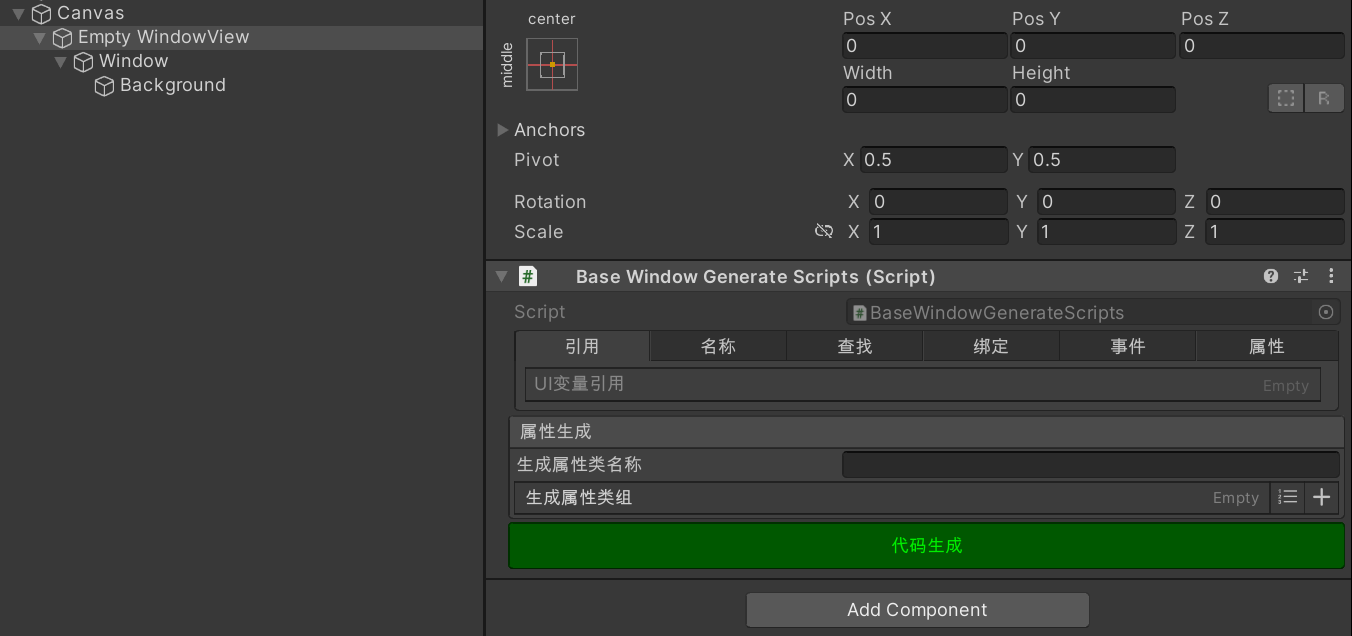 Canvas
Empty WindowView
Window
Background
center
middle
Pos X Pos Y Pos Z
0 0 0
Width Height
0 0
R
Anchors
Pivot X 0.5 Y 0.5
Rotation X 0 Y 0 Z 0
Scale X 1 Y 1 Z 1
# Base Window Generate Scripts (Script)
Script # BaseWindowGenerateScripts
引用 名称 查找 绑定 事件 属性
UI变量引用 Empty
属性生成
生成属性类名称
生成属性类组 Empty
代码生成
Add Component